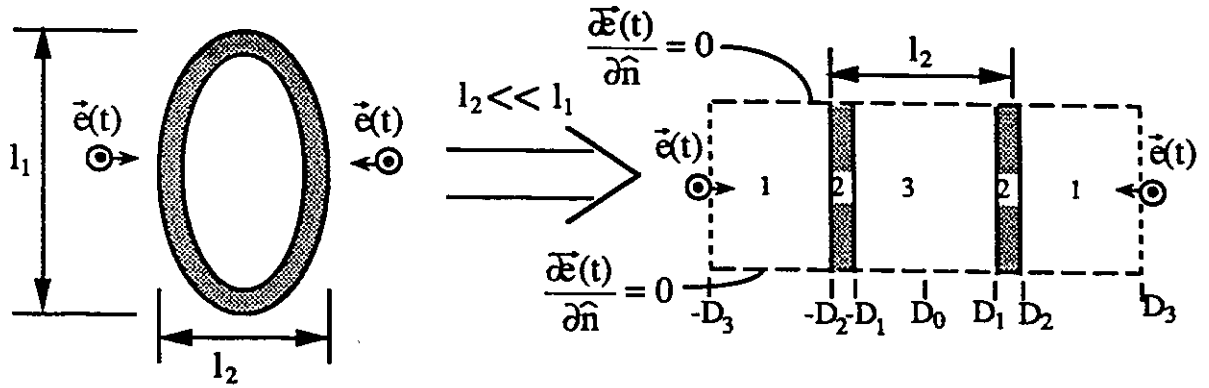 l₁
e⃗(t)
e⃗(t)
l₂
l₂<< l₁
∂e⃗(t)/∂n̂ = 0
l₂
e⃗(t)
1
2
3
2
1
e⃗(t)
∂e⃗(t)/∂n̂ = 0
-D₃ -D₂ -D₁ D₀ D₁ D₂ D₃